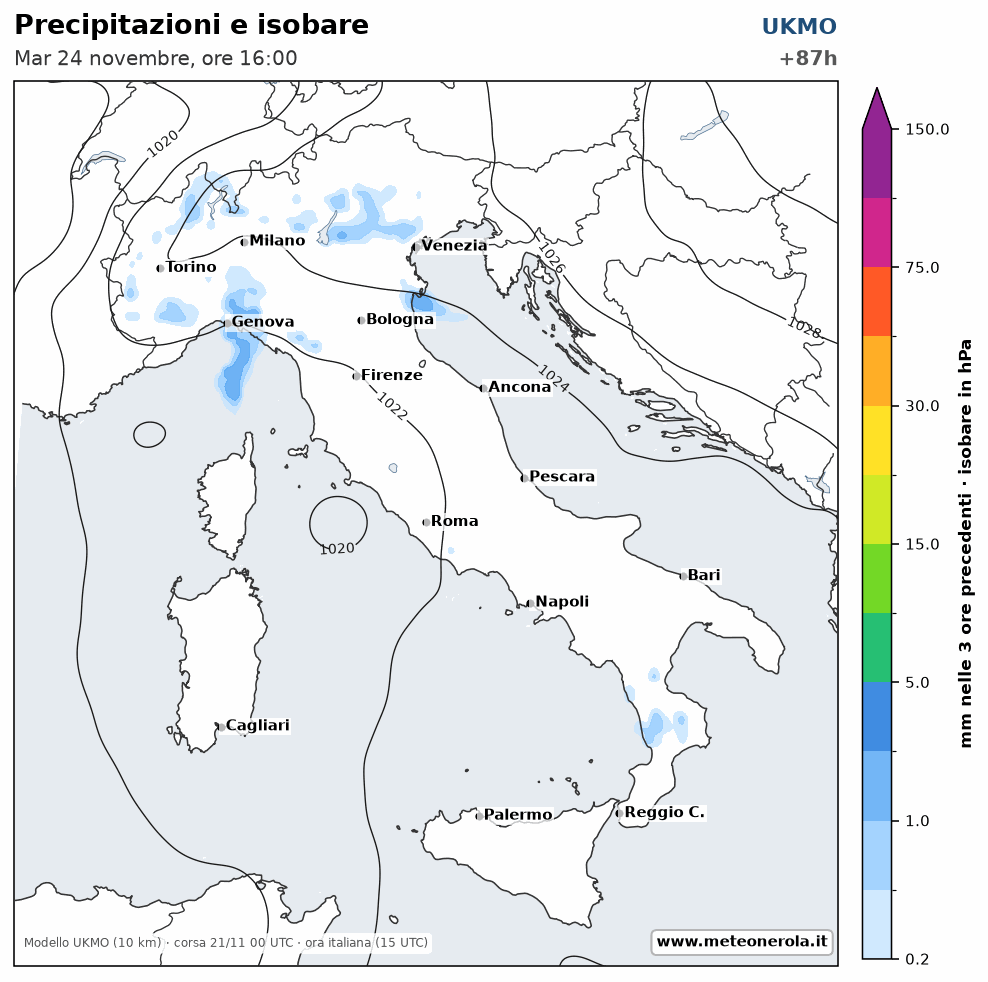 Precipitazioni e isobare
UKMO
Mar 24 novembre, ore 16:00
+87h
1020
Milano
Venezia
1026
Torino
Genova
Bologna
1028
Firenze
1024
Ancona
1022
Pescara
Roma
1020
Bari
Napoli
Cagliari
Palermo
Reggio C.
Modello UKMO (10 km) · corsa 21/11 00 UTC · ora italiana (15 UTC)
www.meteonerola.it
150.0
75.0
30.0
15.0
5.0
1.0
0.2
mm nelle 3 ore precedenti · isobare in hPa